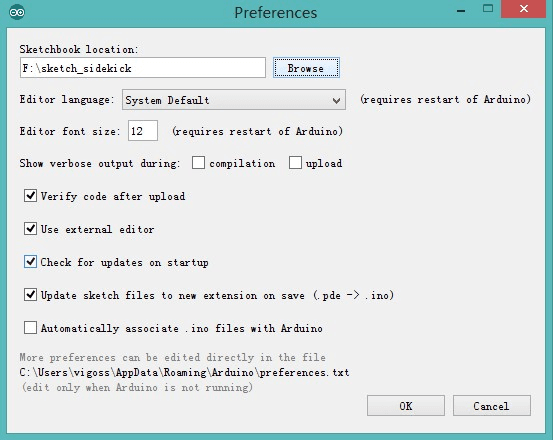 Preferences
Sketchbook location:
F:\sketch_sidekick Browse
Editor language: System Default (requires restart of Arduino)
Editor font size: 12 (requires restart of Arduino)
Show verbose output during: compilation upload
Verify code after upload
Use external editor
Check for updates on startup
Update sketch files to new extension on save (.pde -> .ino)
Automatically associate .ino files with Arduino
More preferences can be edited directly in the file
C:\Users\vigoss\AppData\Roaming\Arduino\preferences.txt
(edit only when Arduino is not running)
OK Cancel